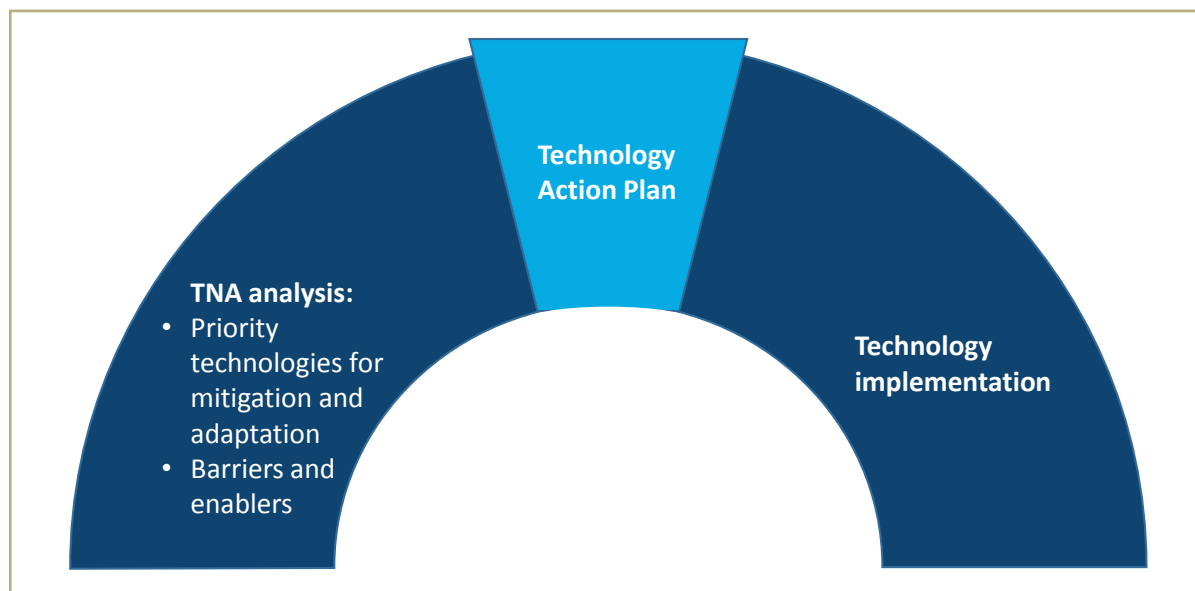 Technology
Action Plan
TNA analysis:
• Priority
technologies for
mitigation and
adaptation
• Barriers and
enablers
Technology
implementation